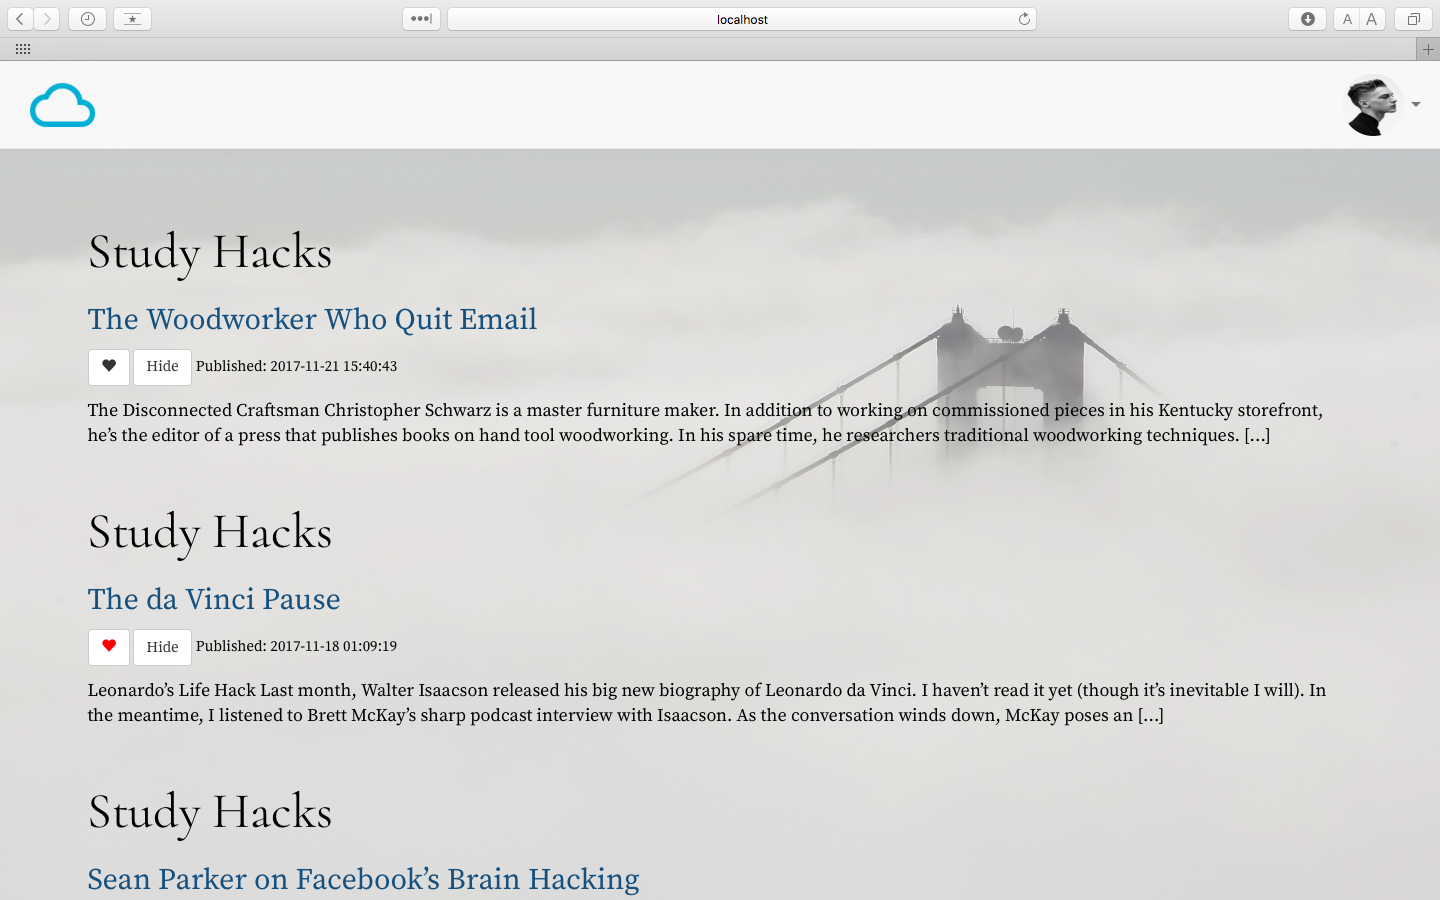 localhost
A A
Study Hacks
The Woodworker Who Quit Email
Hide Published: 2017-11-21 15:40:43
The Disconnected Craftsman Christopher Schwarz is a master furniture maker. In addition to working on commissioned pieces in his Kentucky storefront,
he’s the editor of a press that publishes books on hand tool woodworking. In his spare time, he researchers traditional woodworking techniques. […]
Study Hacks
The da Vinci Pause
Hide Published: 2017-11-18 01:09:19
Leonardo’s Life Hack Last month, Walter Isaacson released his big new biography of Leonardo da Vinci. I haven’t read it yet (though it’s inevitable I will). In
the meantime, I listened to Brett McKay’s sharp podcast interview with Isaacson. As the conversation winds down, McKay poses an […]
Study Hacks
Sean Parker on Facebook’s Brain Hacking